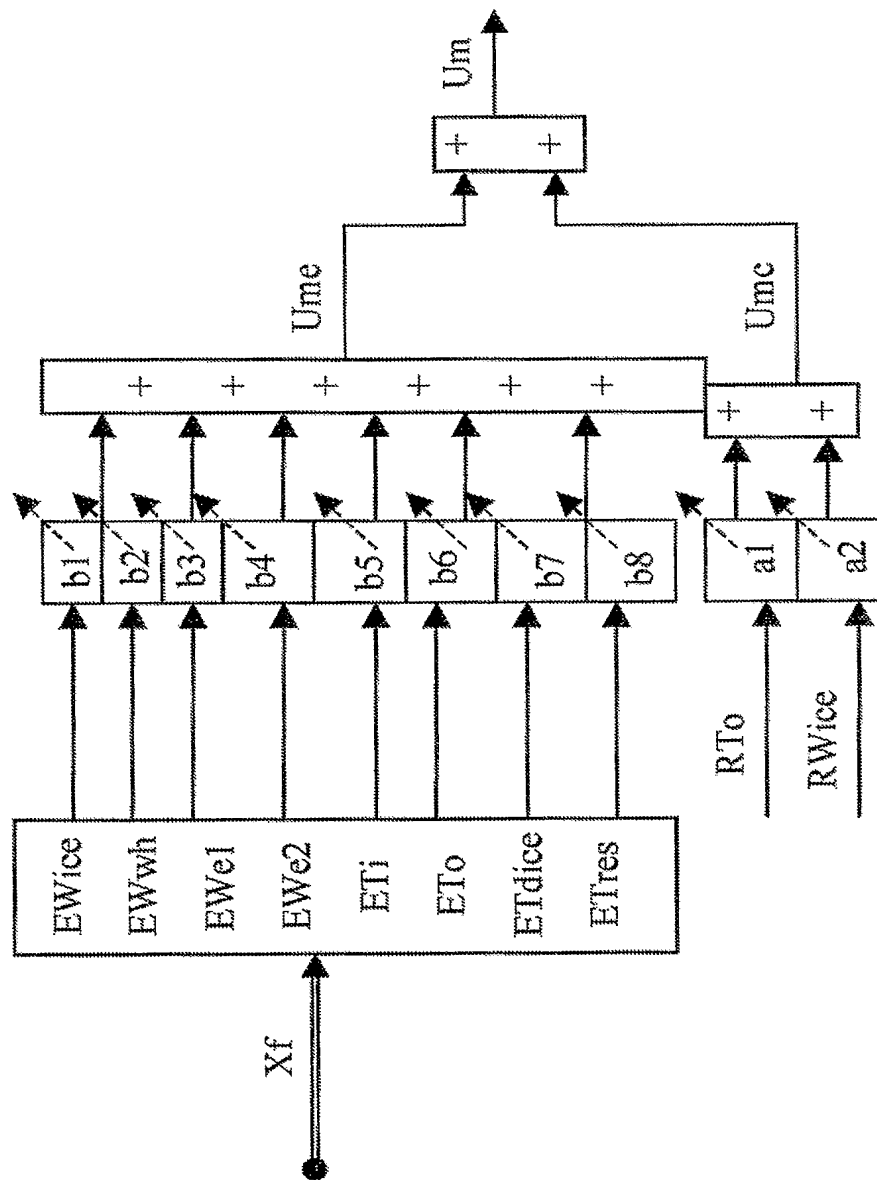 Xf
EWice
EWwh
EWe1
EWe2
ETi
ETo
ETdice
ETres
b1
b2
b3
b4
b5
b6
b7
b8
RTo
RWice
a1
a2
+
+
+
+
+
+
+
+
Ume
Umc
+
+
Um